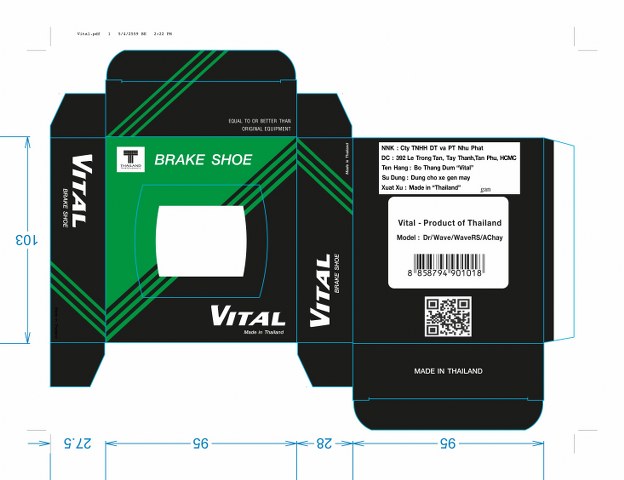 Vital.pdf 1 5/2/2559 BE 2:22 PM
EQUAL TO OR BETTER THAN
ORIGINAL EQUIPMENT
T
THAILAND
BRAKE SHOE
VITAL
BRAKE SHOE
Made in Thailand
VITAL
Made in Thailand
VITAL
BRAKE SHOE
NNK : Cty TNHH DT va PT Nhu Phat
DC : 392 Le Trong Tan, Tay Thanh,Tan Phu, HCMC
Ten Hang : Bo Thang Dum "Vital"
Su Dung : Dung cho xe gan may
Xuat Xu : Made in "Thailand"
Vital - Product of Thailand
Model : Dr/Wave/WaveRS/AChay
8 858794 901018
MADE IN THAILAND
103
27.5
95
28
95